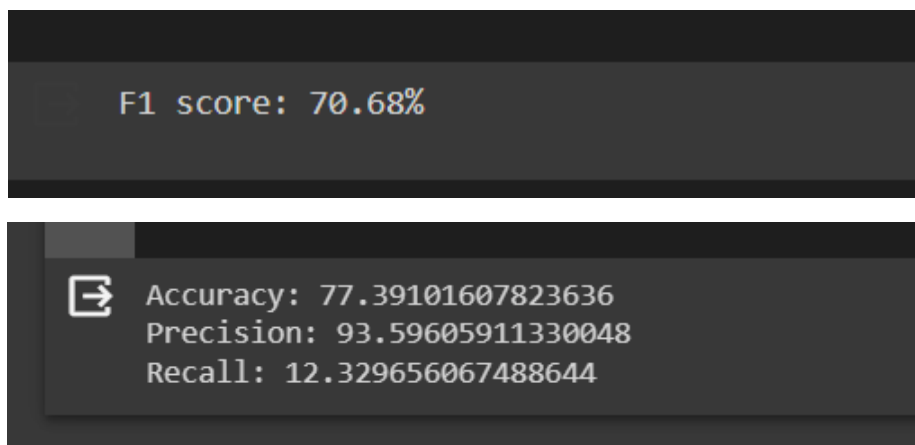 F1 score: 70.68%
Accuracy: 77.39101607823636
Precision: 93.59605911330048
Recall: 12.329656067488644